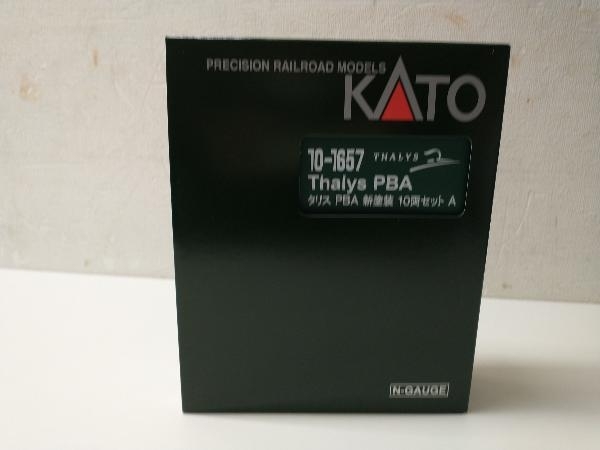 PRECISION RAILROAD MODELS
KATO
10-1657 THALYS
Thalys PBA
タリス PBA 新塗装 10両セット A
N-GAUGE